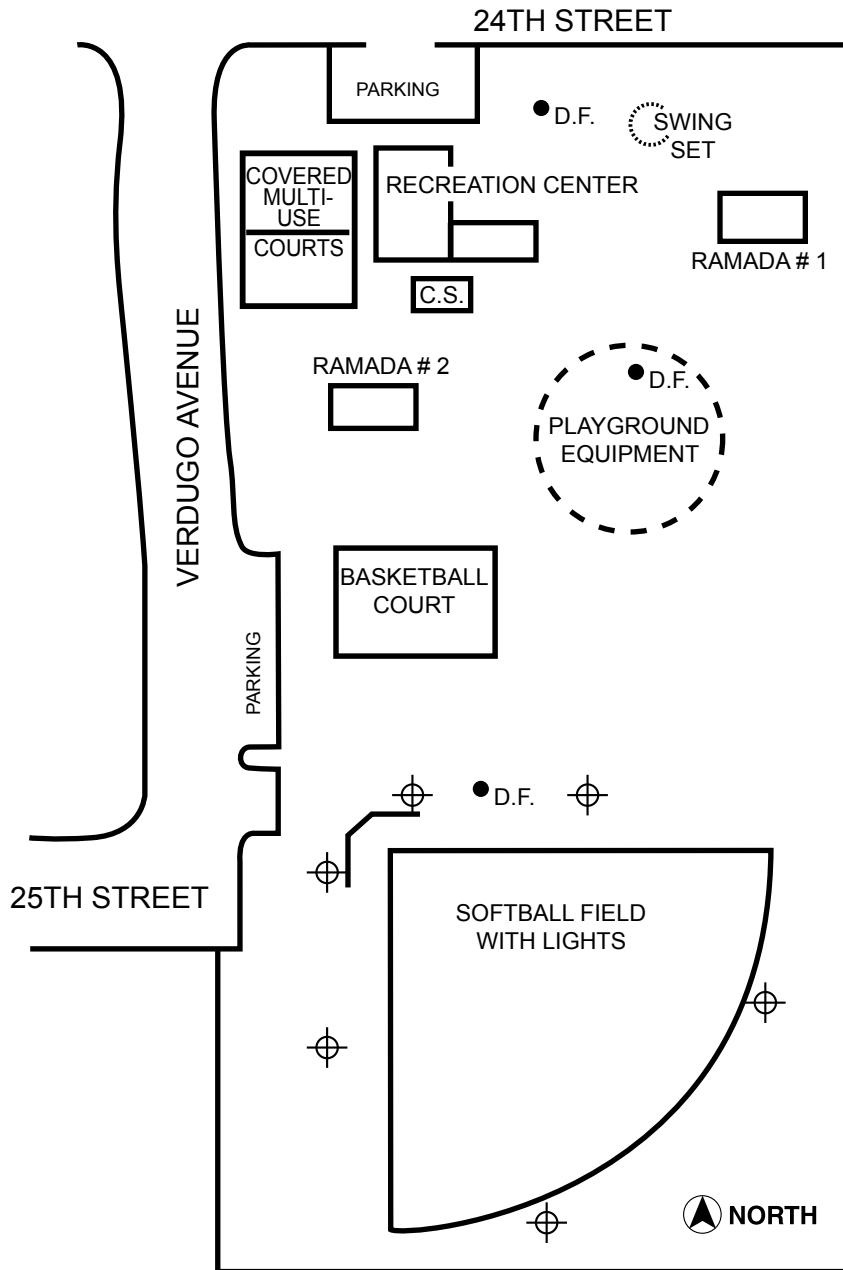 24TH STREET
PARKING
D.F.
SWING
SET
COVERED
MULTI-
USE
COURTS
RECREATION CENTER
RAMADA # 1
C.S.
RAMADA # 2
D.F.
PLAYGROUND
EQUIPMENT
VERDUGO AVENUE
BASKETBALL
COURT
PARKING
D.F.
25TH STREET
SOFTBALL FIELD
WITH LIGHTS
NORTH